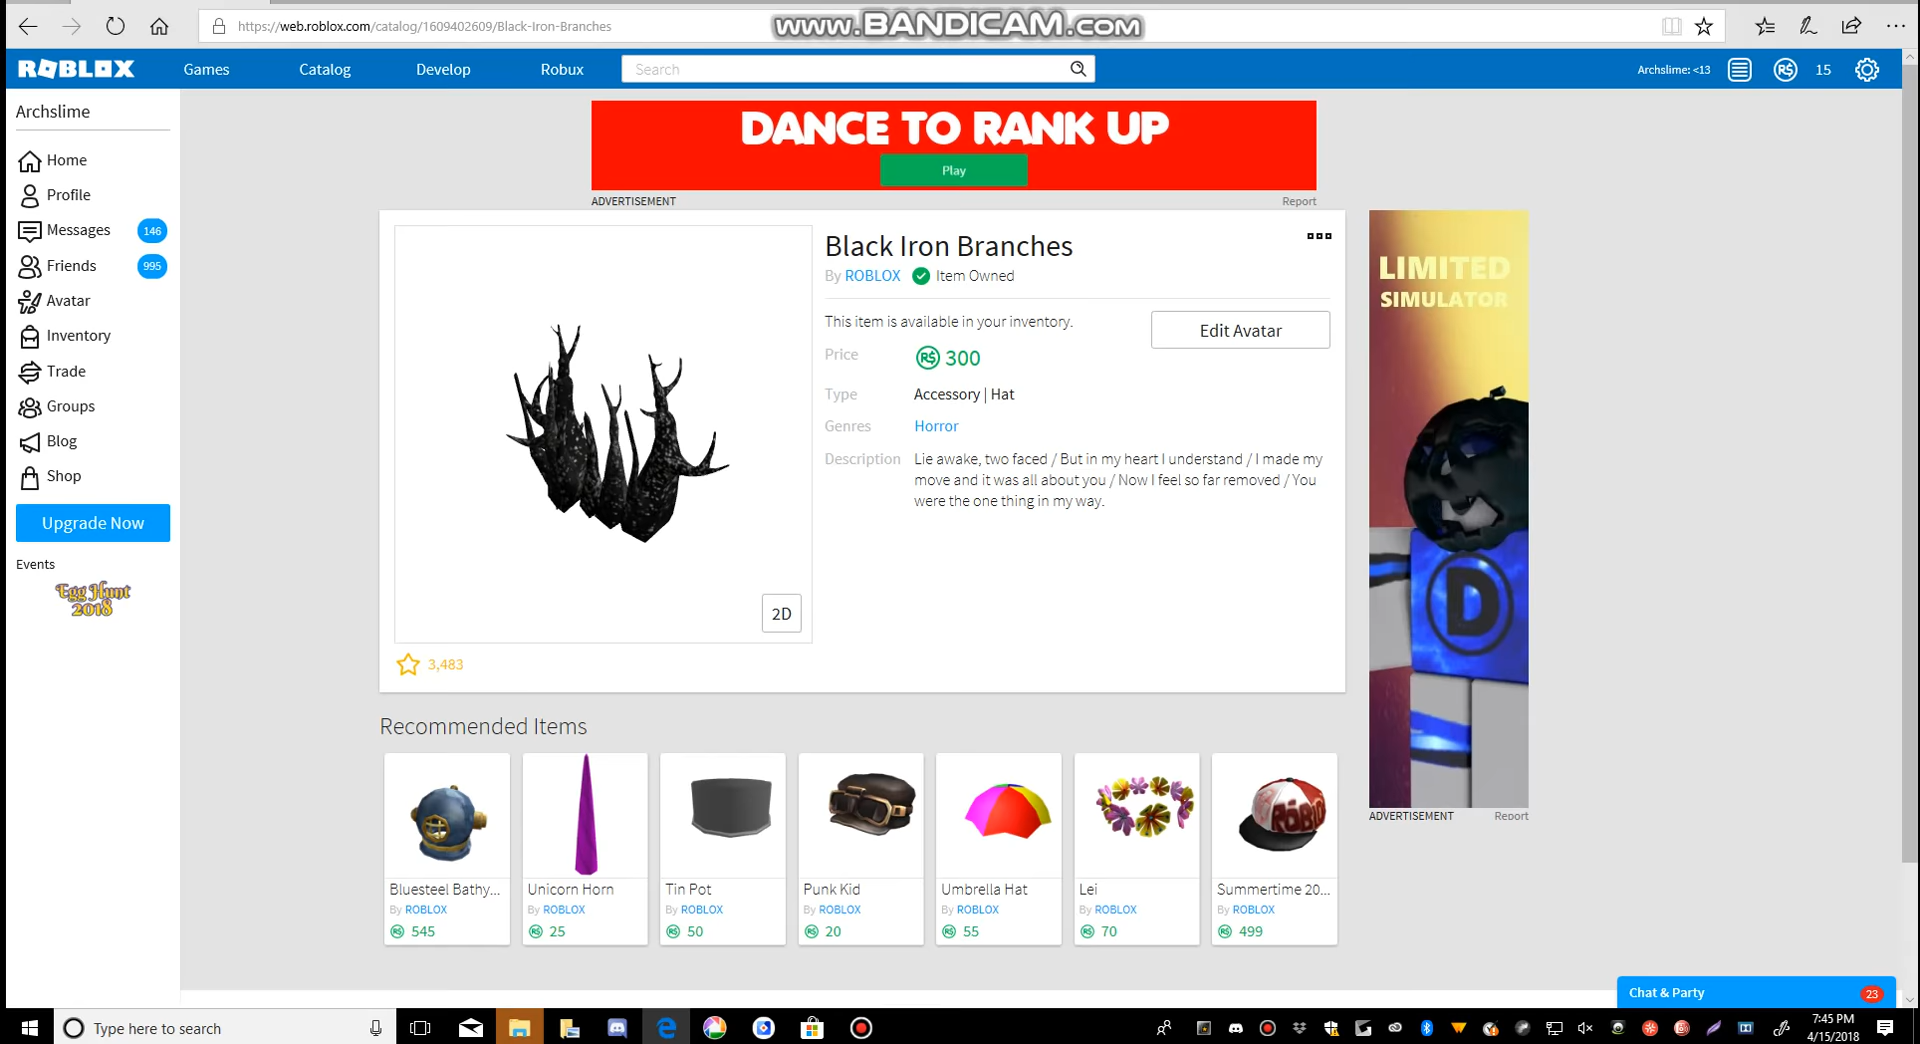 www.BANDICAM.com
https://web.roblox.com/catalog/1609402609/Black-Iron-Branches
ROBLOX
Games
Catalog
Develop
Robux
Search
Archslime: <13
15
Archslime
Home
Profile
Messages 146
Friends 995
Avatar
Inventory
Trade
Groups
Blog
Shop
Upgrade Now
Events
Egg Hunt
2018
DANCE TO RANK UP
Play
ADVERTISEMENT
Report
2D
3,483
Black Iron Branches
By ROBLOX Item Owned
This item is available in your inventory.
Edit Avatar
Price R$ 300
Type Accessory | Hat
Genres Horror
Description Lie awake, two faced / But in my heart I understand / I made my
move and it was all about you / Now I feel so far removed / You
were the one thing in my way.
LIMITED
SIMULATOR
D
ADVERTISEMENT
Report
Recommended Items
Bluesteel Bathy...
By ROBLOX
R$ 545
Unicorn Horn
By ROBLOX
R$ 25
Tin Pot
By ROBLOX
R$ 50
Punk Kid
By ROBLOX
R$ 20
Umbrella Hat
By ROBLOX
R$ 55
Lei
By ROBLOX
R$ 70
Summertime 20...
By ROBLOX
R$ 499
Chat & Party 23
Type here to search
7:45 PM
4/15/2018